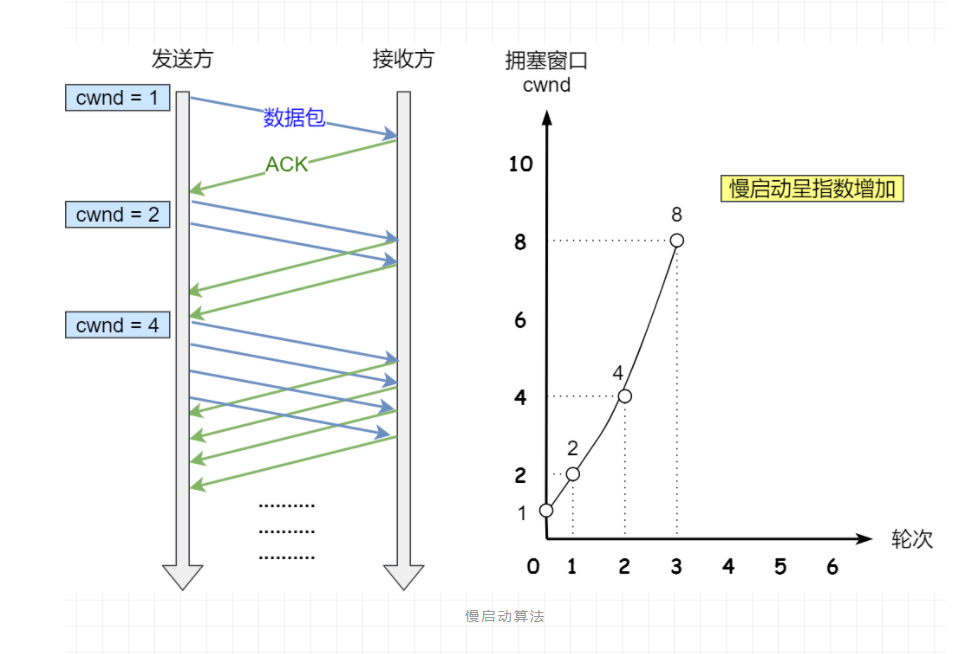 发送方
接收方
cwnd = 1
数据包
ACK
cwnd = 2
cwnd = 4
..........
..........
..........
拥塞窗口
cwnd
慢启动呈指数增加
10
8
8
6
4
4
2
2
1
轮次
0 1 2 3 4 5 6
慢启动算法